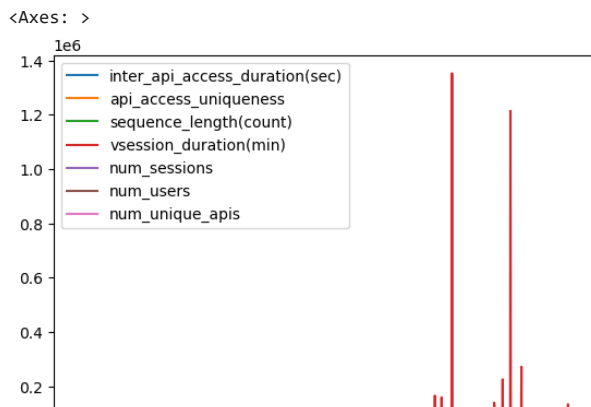 <Axes: >
1e6
1.4
1.2
1.0
0.8
0.6
0.4
0.2
inter_api_access_duration(sec)
api_access_uniqueness
sequence_length(count)
vsession_duration(min)
num_sessions
num_users
num_unique_apis